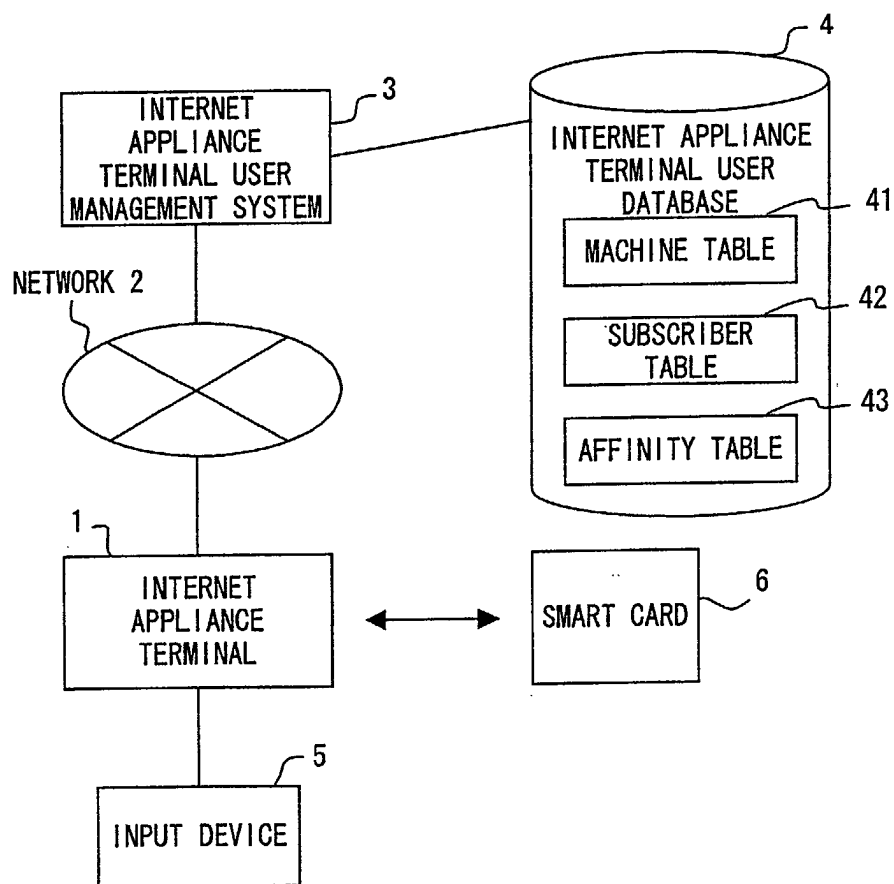 4
3
INTERNET
APPLIANCE
TERMINAL USER
MANAGEMENT SYSTEM
INTERNET APPLIANCE
TERMINAL USER
DATABASE
41
MACHINE TABLE
NETWORK 2
42
SUBSCRIBER
TABLE
43
AFFINITY TABLE
1
INTERNET
APPLIANCE
TERMINAL
6
SMART CARD
5
INPUT DEVICE